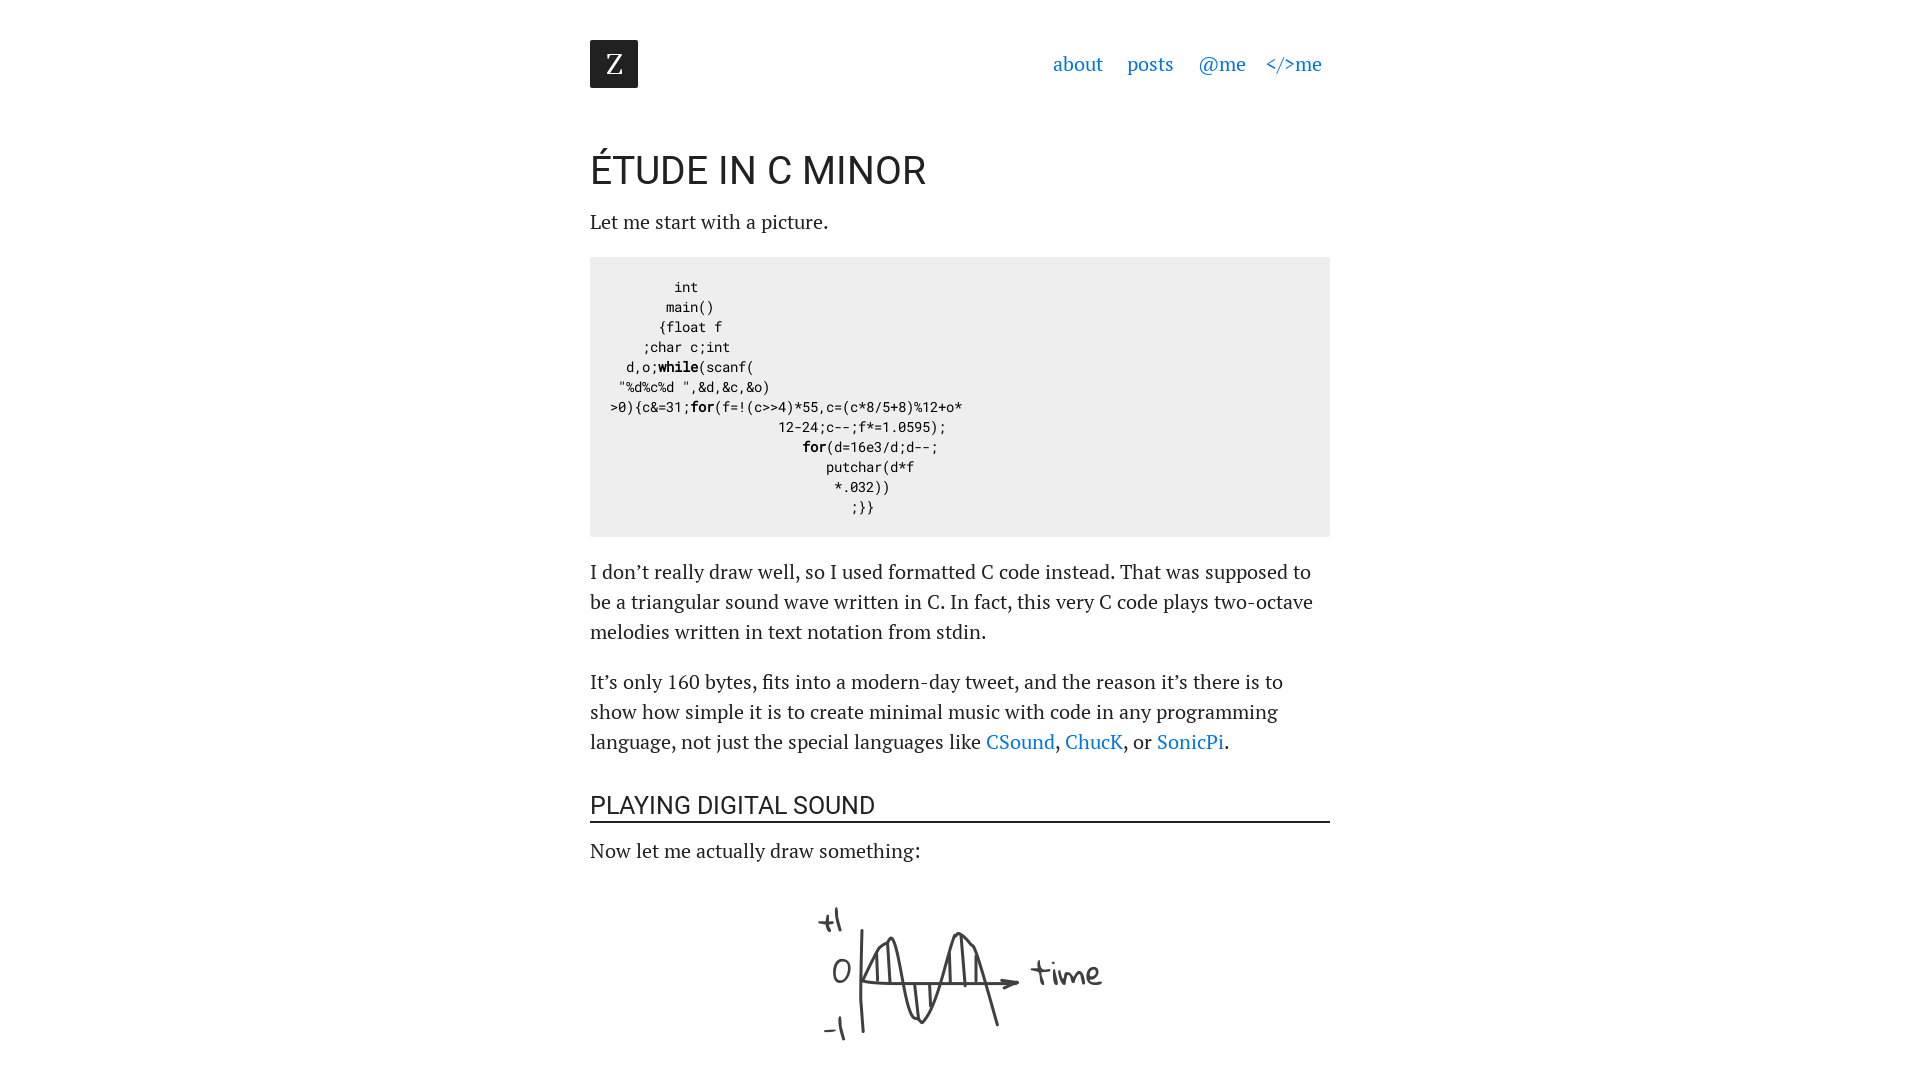 Z
about posts @me </>me
ÉTUDE IN C MINOR
Let me start with a picture.
int
main()
{float f
;char c;int
d,o;while(scanf(
"%d%c%d ",&d,&c,&o)
>0){c&=31;for(f=!(c>>4)*55,c=(c*8/5+8)%12+o*
12-24;c--;f*=1.0595);
for(d=16e3/d;d--;
putchar(d*f
*.032))
;}}
I don’t really draw well, so I used formatted C code instead. That was supposed to
be a triangular sound wave written in C. In fact, this very C code plays two-octave
melodies written in text notation from stdin.
It’s only 160 bytes, fits into a modern-day tweet, and the reason it’s there is to
show how simple it is to create minimal music with code in any programming
language, not just the special languages like CSound, ChucK, or SonicPi.
PLAYING DIGITAL SOUND
Now let me actually draw something:
+1
0
time
-1